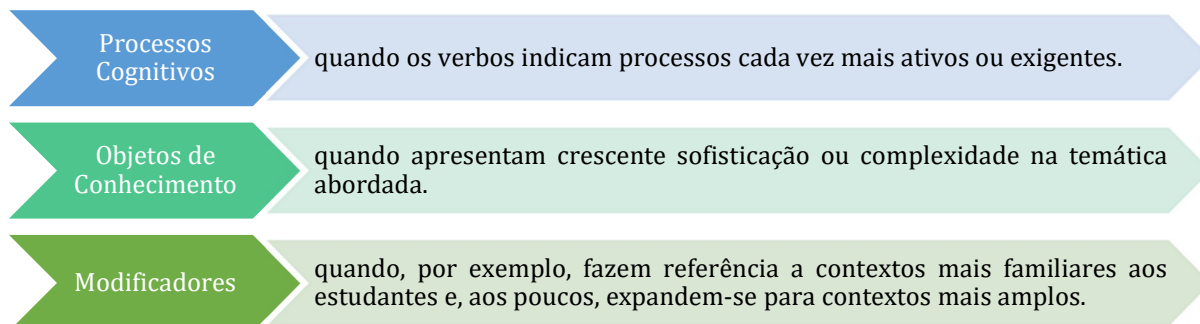 Processos
Cognitivos
quando os verbos indicam processos cada vez mais ativos ou exigentes.
Objetos de
Conhecimento
quando apresentam crescente sofisticação ou complexidade na temática
abordada.
Modificadores
quando, por exemplo, fazem referência a contextos mais familiares aos
estudantes e, aos poucos, expandem-se para contextos mais amplos.